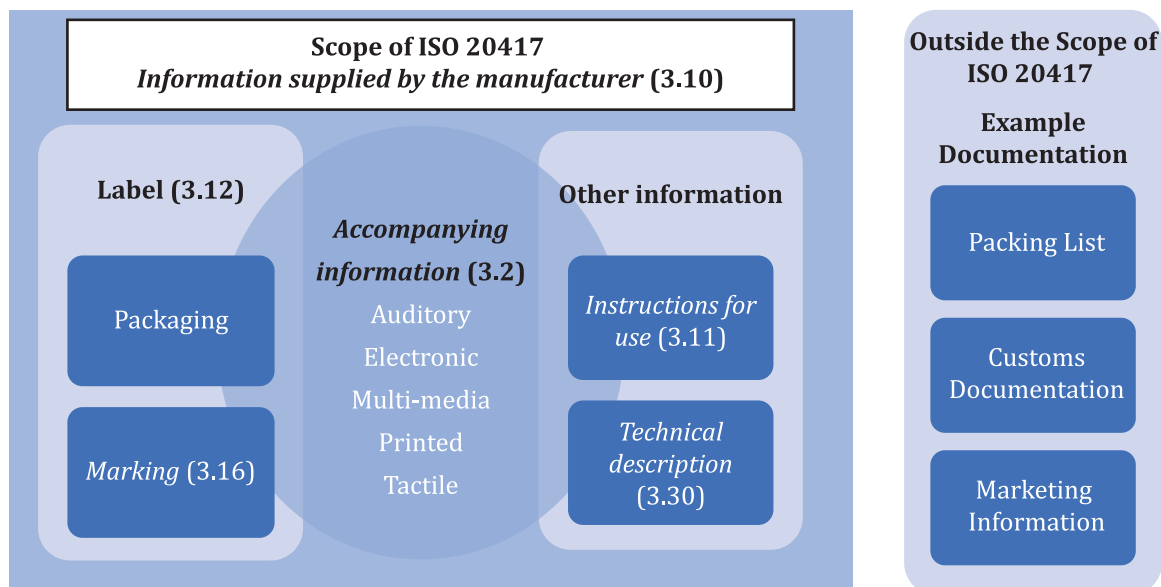 Scope of ISO 20417
Information supplied by the manufacturer (3.10)
Label (3.12)
Packaging
Marking (3.16)
Accompanying
information (3.2)
Auditory
Electronic
Multi-media
Printed
Tactile
Other information
Instructions for
use (3.11)
Technical
description
(3.30)
Outside the Scope of
ISO 20417
Example
Documentation
Packing List
Customs
Documentation
Marketing
Information